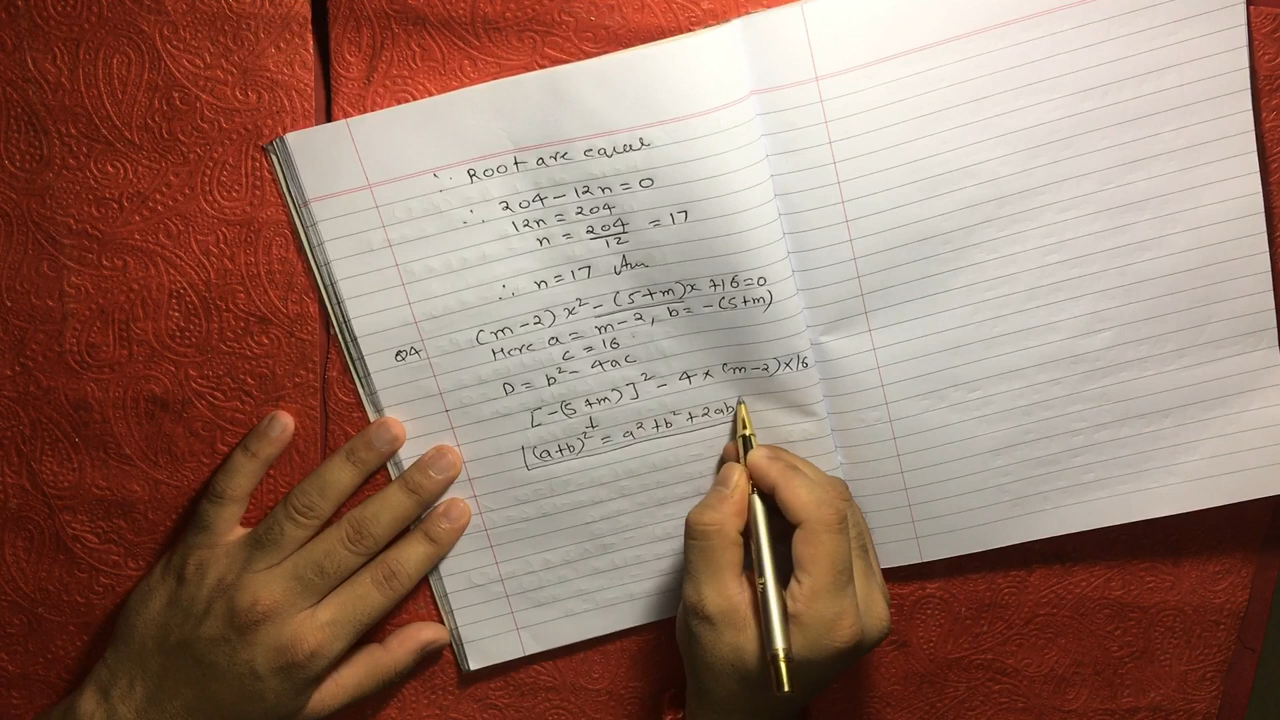 ∴ Root are equal
∴ 204 - 12n = 0
12n = 204
n = 204/12 = 17
∴ n = 17 Ans
Q4 (m-2)x² - (5+m)x + 16 = 0
Here a = m-2, b = -(5+m)
c = 16
D = b² - 4ac
[-(5+m)]² - 4 × (m-2) × 16
(a+b)² = a² + b² + 2ab